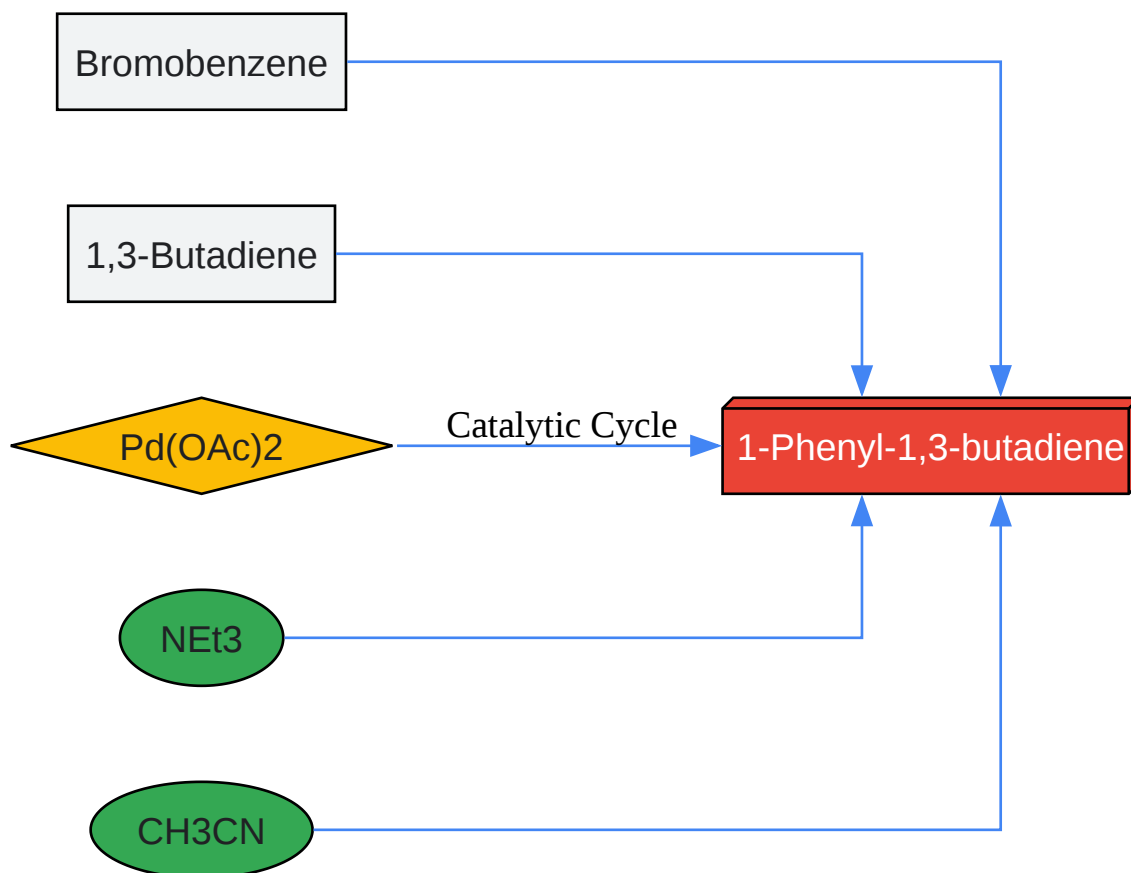 Bromobenzene
1,3-Butadiene
Pd(OAc)2
Catalytic Cycle
1-Phenyl-1,3-butadiene
NEt3
CH3CN